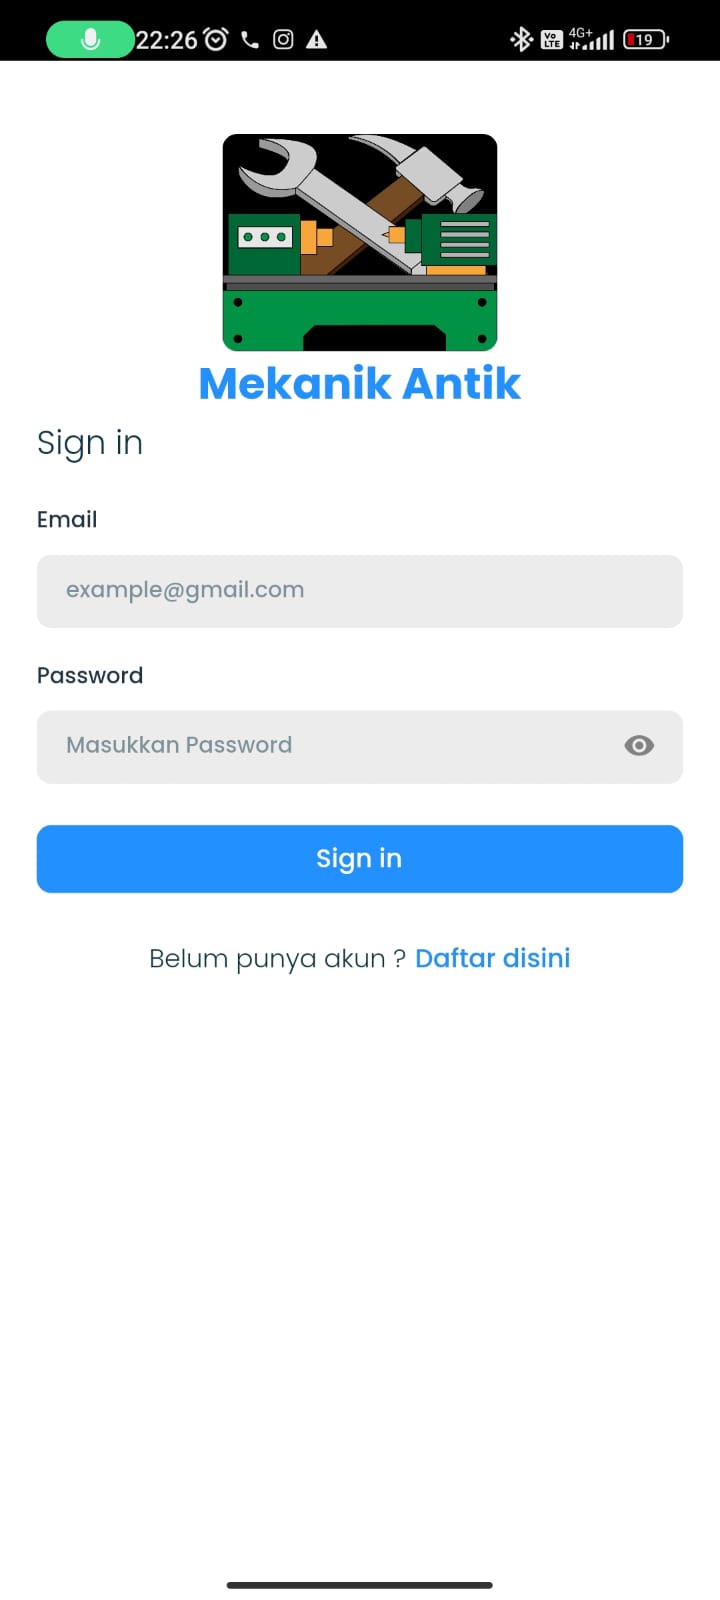 22:26
Vo LTE 4G+ 19
Mekanik Antik
Sign in
Email
example@gmail.com
Password
Masukkan Password
Sign in
Belum punya akun ? Daftar disini